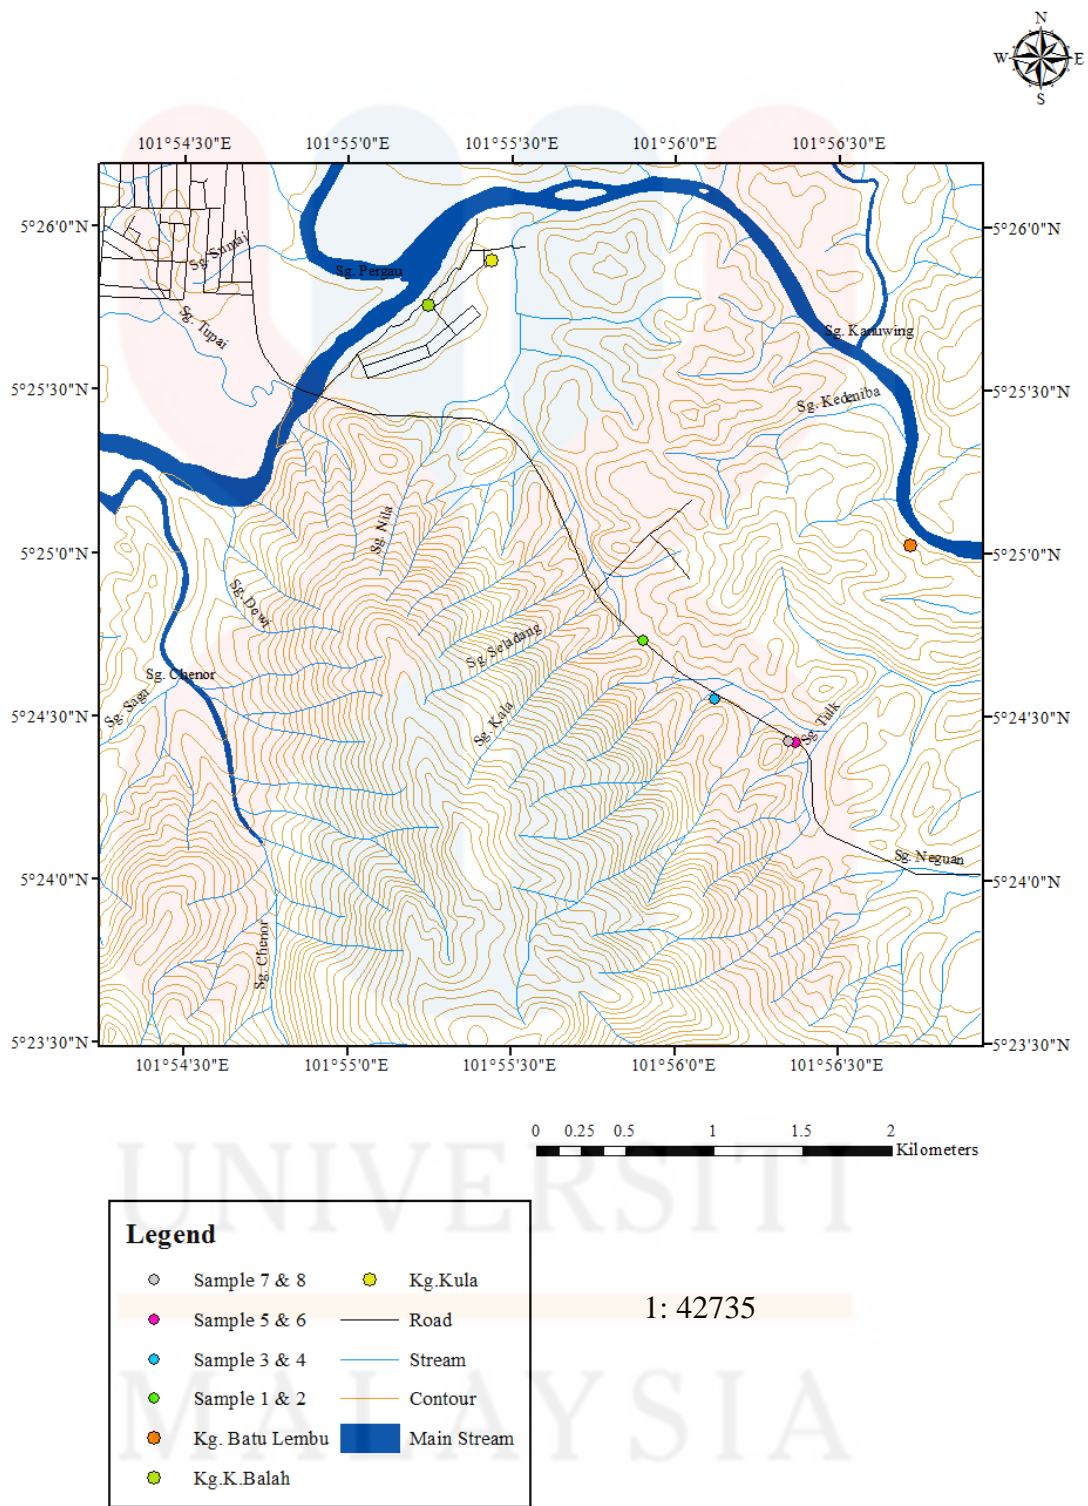 N
W E
S
101°54'30"E 101°55'0"E 101°55'30"E 101°56'0"E 101°56'30"E
5°26'0"N 5°26'0"N
Sg. Sumai
Sg. Pergau
Sg. Tupai
Sg. Kanuwing
5°25'30"N 5°25'30"N
Sg. Kedeniba
Sg. Nila
5°25'0"N 5°25'0"N
Sg. Dewi
Sg. Seladang
Sg. Chenor
Sg. Saga
Sg. Kala
Sg. Tulk
5°24'30"N 5°24'30"N
Sg. Neguan
5°24'0"N 5°24'0"N
Sg. Chenor
5°23'30"N 5°23'30"N
101°54'30"E 101°55'0"E 101°55'30"E 101°56'0"E 101°56'30"E
0 0.25 0.5 1 1.5 2
Kilometers
UNIVERSITI
Legend
Sample 7 & 8 Kg.Kula
Sample 5 & 6 Road
1: 42735
Sample 3 & 4 Stream
Sample 1 & 2 Contour
MALAYSIA
Kg. Batu Lembu Main Stream
Kg.K.Balah